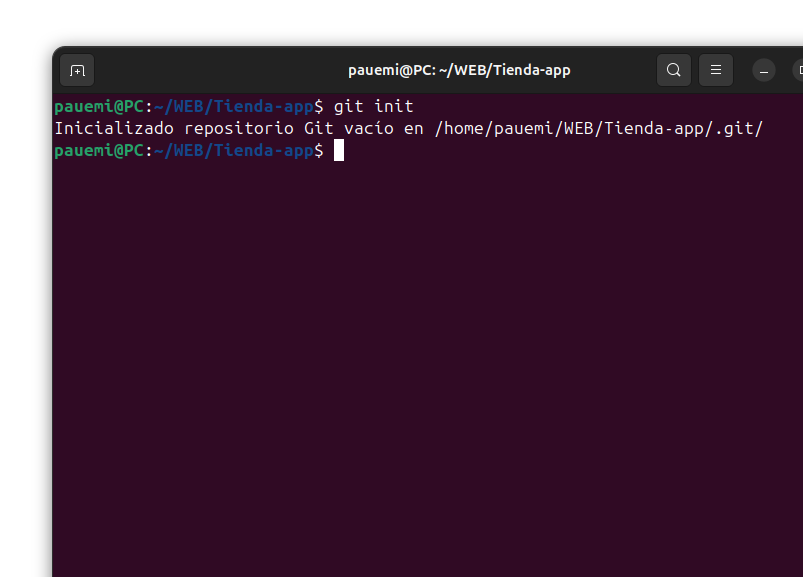 pauemi@PC: ~/WEB/Tienda-app
pauemi@PC:~/WEB/Tienda-app$ git init
Inicializado repositorio Git vacío en /home/pauemi/WEB/Tienda-app/.git/
pauemi@PC:~/WEB/Tienda-app$